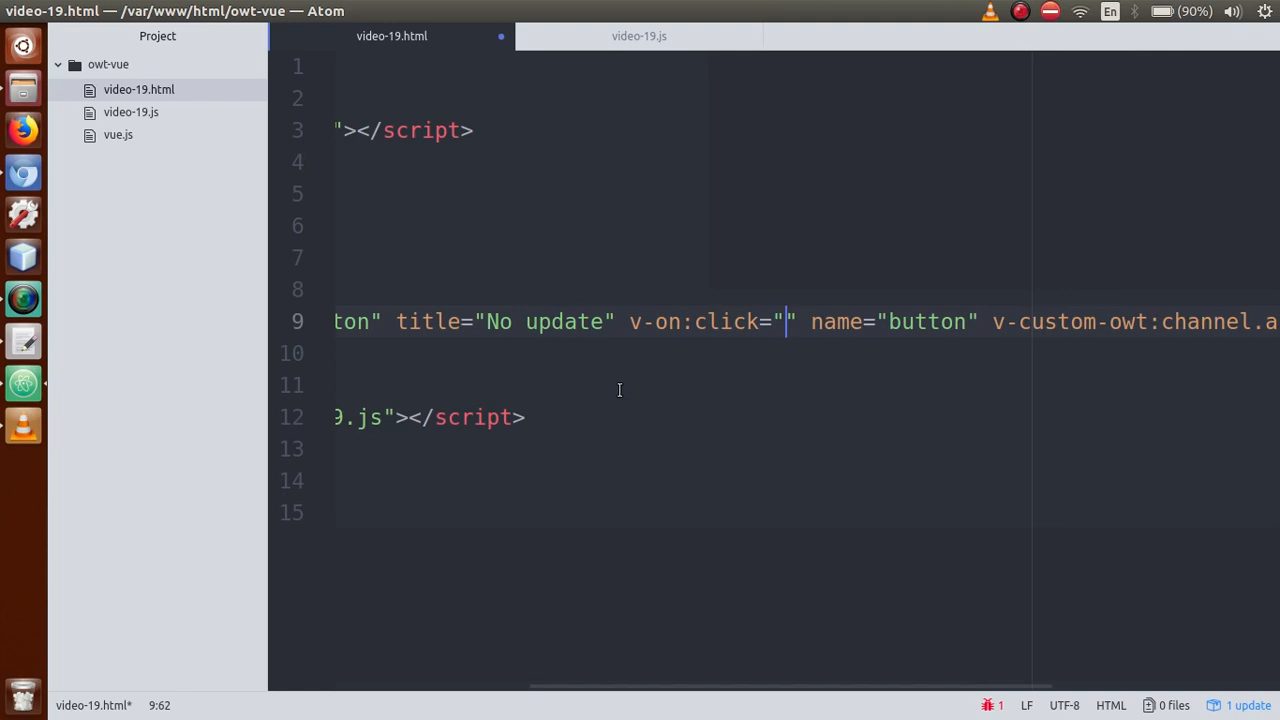 video-19.html — /var/www/html/owt-vue — Atom
En
(90%)
Project
video-19.html
video-19.js
owt-vue
video-19.html
video-19.js
vue.js
1
2
3 "></script>
4
5
6
7
8
9 ton" title="No update" v-on:click="" name="button" v-custom-owt:channel.a
10
11
12 9.js"></script>
13
14
15
video-19.html* 9:62
1 LF UTF-8 HTML 0 files 1 update